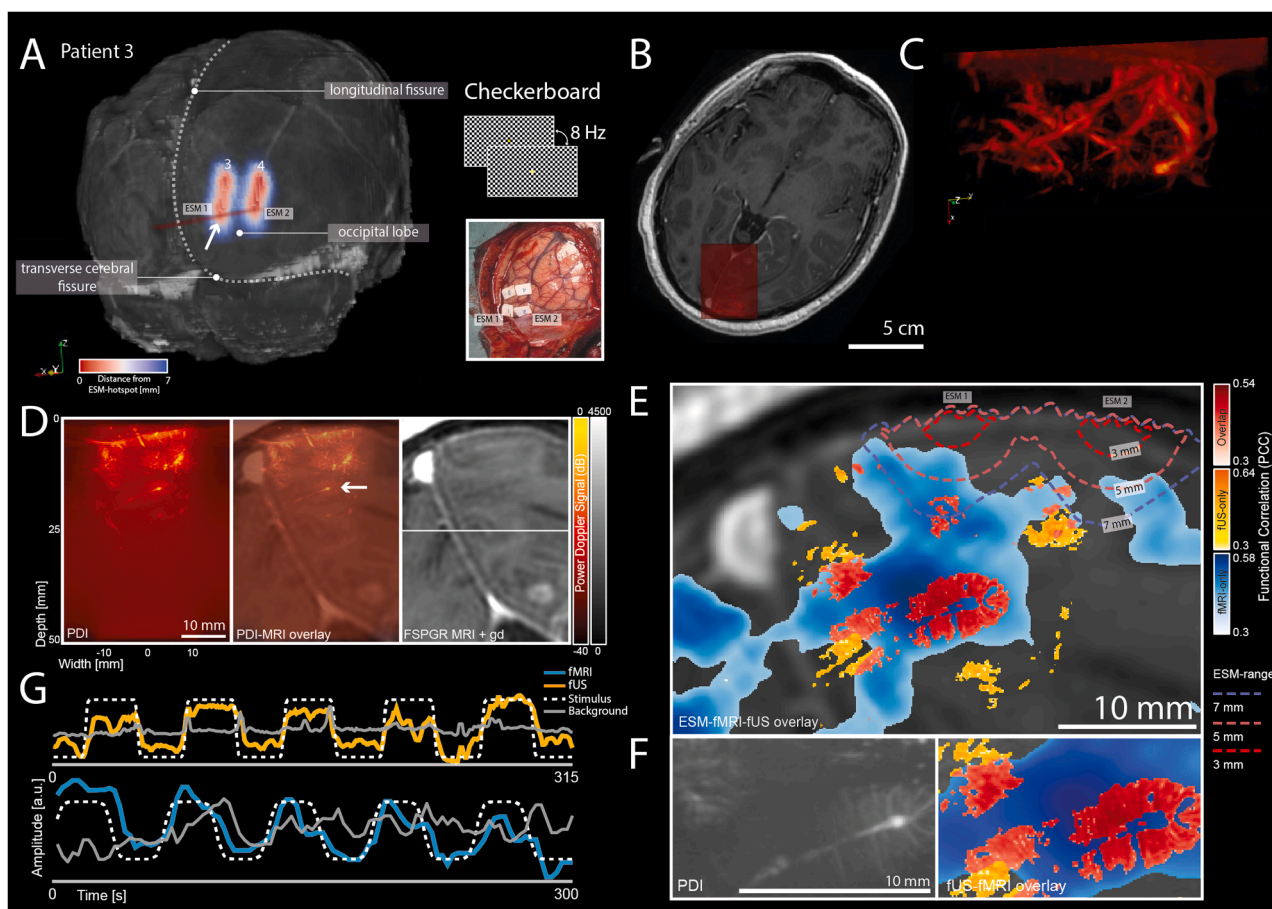 A
Patient 3
longitudinal fissure
3
4
ESM 1
ESM 2
occipital lobe
transverse cerebral
fissure
Z
X
Y
0
7
Distance from
ESM-hotspot [mm]
Checkerboard
8 Hz
ESM 1
ESM 2
B
5 cm
C
Z
Y
X
D
0
25
50
Depth [mm]
PDI
10 mm
PDI-MRI overlay
FSPGR MRI + gd
-10
0
10
Width [mm]
0
4500
Power Doppler Signal (dB)
-40
0
E
ESM 1
ESM 2
3 mm
5 mm
7 mm
ESM-fMRI-fUS overlay
10 mm
0.54
Overlap
0.3
0.64
fUS-only
0.3
0.58
fMRI-only
0.3
Functional Correlation (PCC)
ESM-range
7 mm
5 mm
3 mm
F
PDI
10 mm
fUS-fMRI overlay
G
fMRI
fUS
Stimulus
Background
0
315
Amplitude [a.u.]
0
Time [s]
300